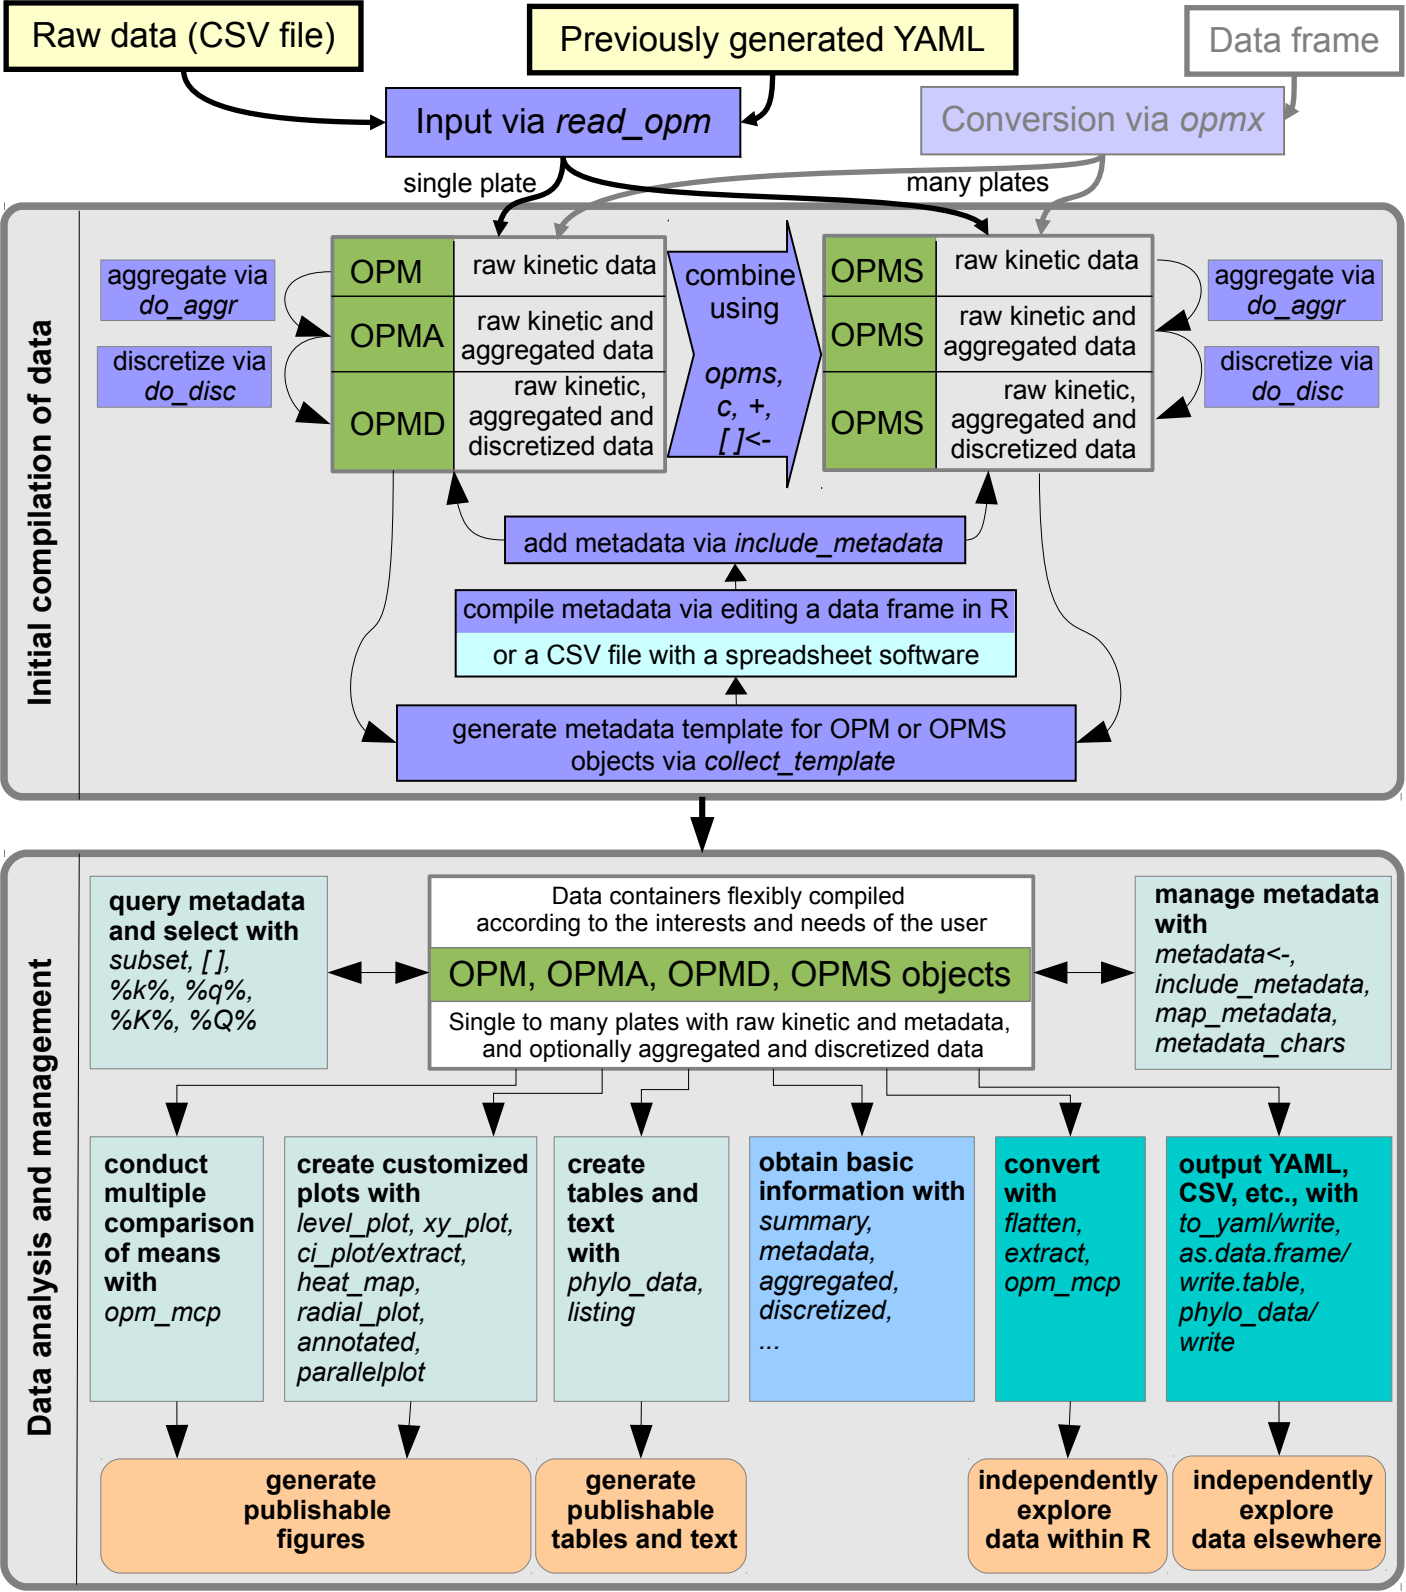 Raw data (CSV file)
Previously generated YAML
Data frame
Input via read_opm
Conversion via opmx
single plate
many plates
Initial compilation of data
aggregate via
do_aggr
discretize via
do_disc
OPM
raw kinetic data
OPMA
raw kinetic and
aggregated data
OPMD
raw kinetic,
aggregated and
discretized data
combine
using
opms,
c, +,
[ ]<-
OPMS
raw kinetic data
OPMS
raw kinetic and
aggregated data
OPMS
raw kinetic,
aggregated and
discretized data
aggregate via
do_aggr
discretize via
do_disc
add metadata via include_metadata
compile metadata via editing a data frame in R
or a CSV file with a spreadsheet software
generate metadata template for OPM or OPMS
objects via collect_template
Data analysis and management
query metadata
and select with
subset, [ ],
%k%, %q%,
%K%, %Q%
Data containers flexibly compiled
according to the interests and needs of the user
OPM, OPMA, OPMD, OPMS objects
Single to many plates with raw kinetic and metadata,
and optionally aggregated and discretized data
manage metadata
with
metadata<-,
include_metadata,
map_metadata,
metadata_chars
conduct
multiple
comparison
of means
with
opm_mcp
create customized
plots with
level_plot, xy_plot,
ci_plot/extract,
heat_map,
radial_plot,
annotated,
parallelplot
create
tables and
text
with
phylo_data,
listing
obtain basic
information with
summary,
metadata,
aggregated,
discretized,
...
convert
with
flatten,
extract,
opm_mcp
output YAML,
CSV, etc., with
to_yaml/write,
as.data.frame/
write.table,
phylo_data/
write
generate
publishable
figures
generate
publishable
tables and text
independently
explore
data within R
independently
explore
data elsewhere